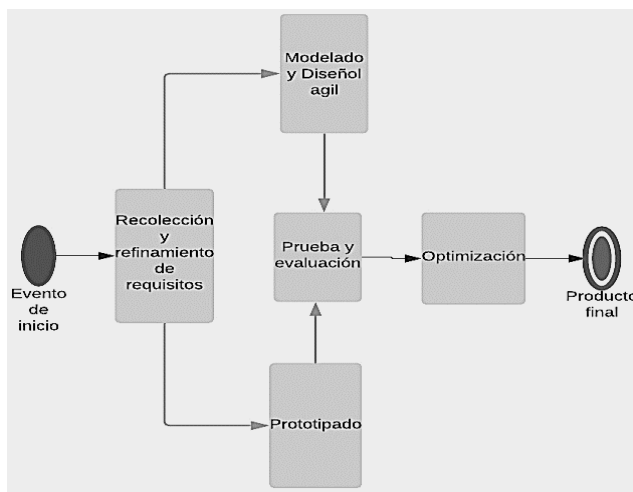 Modelado
y Diseñol
agil
Recolección
y
refinamiento
de
requisitos
Evento
de
inicio
Prueba y
evaluación
Optimización
Producto
final
Prototipado